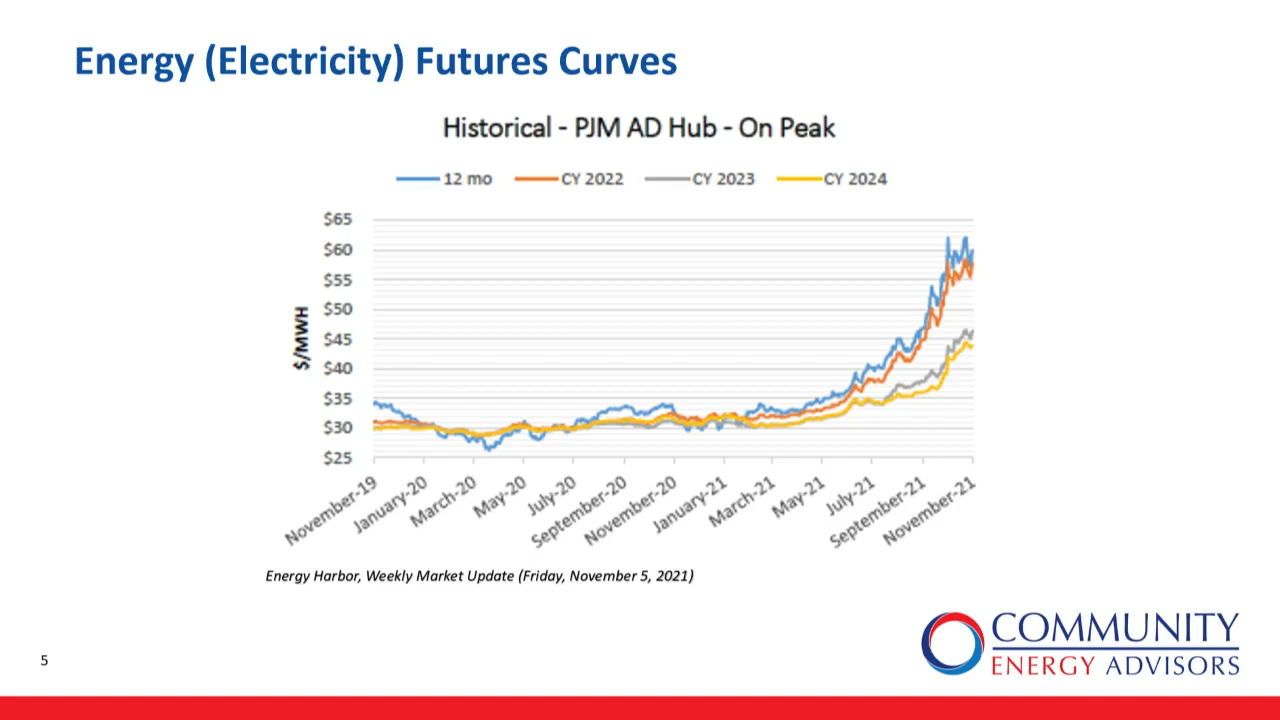 Energy (Electricity) Futures Curves
Historical - PJM AD Hub - On Peak
12 mo CY 2022 CY 2023 CY 2024
$/MWH
$65
$60
$55
$50
$45
$40
$35
$30
$25
November-19
January-20
March-20
May-20
July-20
September-20
November-20
January-21
March-21
May-21
July-21
September-21
November-21
Energy Harbor, Weekly Market Update (Friday, November 5, 2021)
COMMUNITY
ENERGY ADVISORS
5